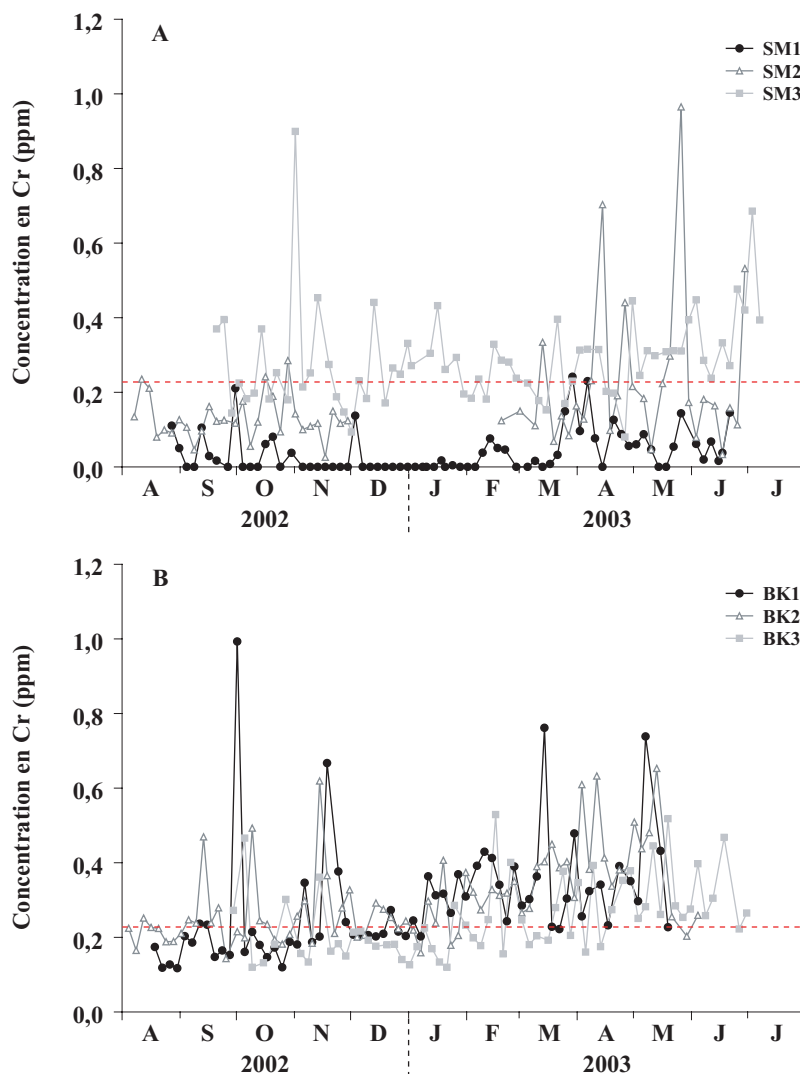 A
SM1
SM2
SM3
Concentration en Cr (ppm)
1,2
1,0
0,8
0,6
0,4
0,2
0,0
A S O N D J F M A M J J
2002 2003
B
BK1
BK2
BK3
Concentration en Cr (ppm)
1,2
1,0
0,8
0,6
0,4
0,2
0,0
A S O N D J F M A M J J
2002 2003